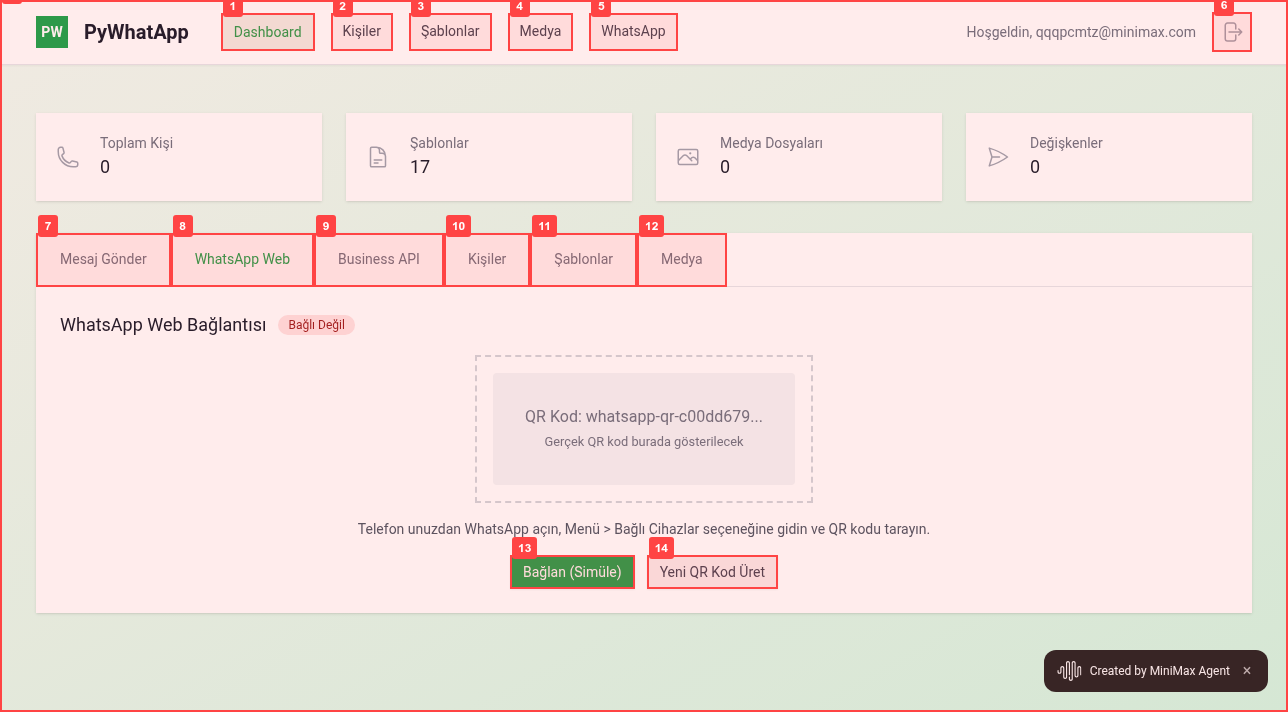 1 2 3 4 5 6
PW PyWhatApp Dashboard Kişiler Şablonlar Medya WhatsApp Hoşgeldin, qqqpcmtz@minimax.com
Toplam Kişi
0
Şablonlar
17
Medya Dosyaları
0
Değişkenler
0
7 8 9 10 11 12
Mesaj Gönder WhatsApp Web Business API Kişiler Şablonlar Medya
WhatsApp Web Bağlantısı Bağlı Değil
QR Kod: whatsapp-qr-c00dd679...
Gerçek QR kod burada gösterilecek
Telefon unuzdan WhatsApp açın, Menü > Bağlı Cihazlar seçeneğine gidin ve QR kodu tarayın.
13 14
Bağlan (Simüle) Yeni QR Kod Üret
Created by MiniMax Agent ×